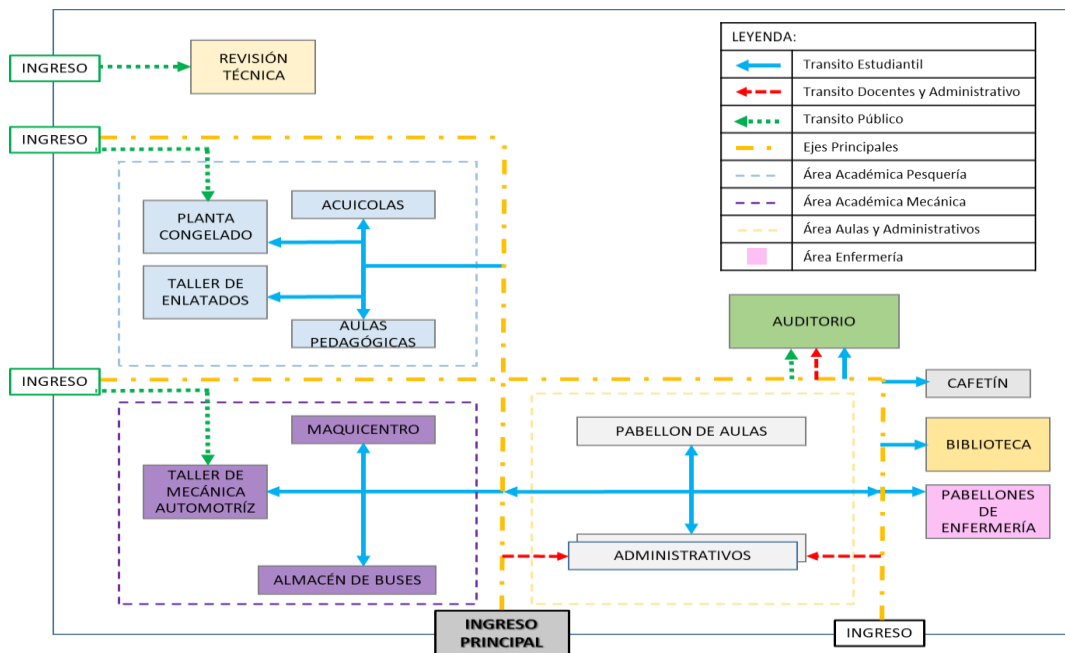 INGRESO
REVISIÓN
TÉCNICA
LEYENDA:
Transito Estudiantil
Transito Docentes y Administrativo
Transito Público
Ejes Principales
Área Académica Pesquería
Área Académica Mecánica
Área Aulas y Administrativos
Área Enfermería
INGRESO
PLANTA
CONGELADO
ACUICOLAS
TALLER DE
ENLATADOS
AULAS
PEDAGÓGICAS
AUDITORIO
INGRESO
CAFETÍN
MAQUICENTRO
PABELLON DE AULAS
BIBLIOTECA
TALLER DE
MECÁNICA
AUTOMOTRÍZ
PABELLONES
DE
ENFERMERÍA
ADMINISTRATIVOS
ALMACÉN DE BUSES
INGRESO
PRINCIPAL
INGRESO